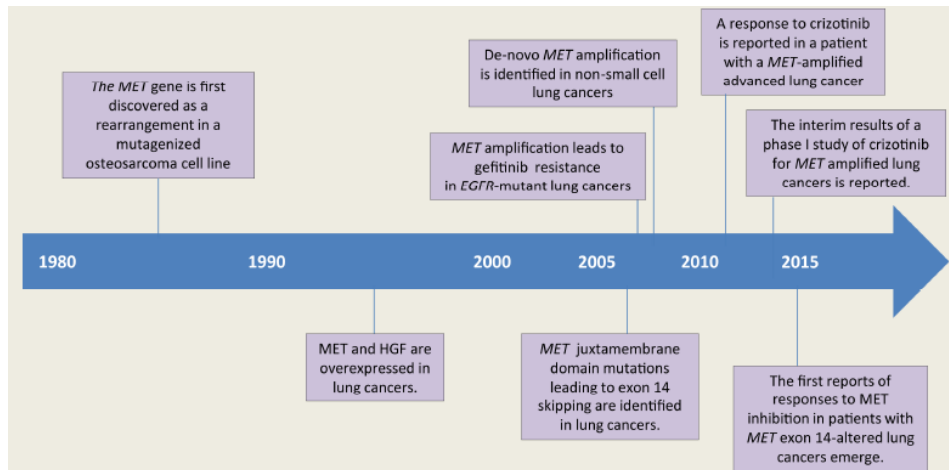 The MET gene is first
discovered as a
rearrangement in a
mutagenized
osteosarcoma cell line
De-novo MET amplification
is identified in non-small cell
lung cancers
MET amplification leads to
gefitinib resistance
in EGFR-mutant lung cancers
A response to crizotinib
is reported in a patient
with a MET-amplified
advanced lung cancer
The interim results of a
phase I study of crizotinib
for MET amplified lung
cancers is reported.
1980 1990 2000 2005 2010 2015
MET and HGF are
overexpressed in
lung cancers.
MET juxtamembrane
domain mutations
leading to exon 14
skipping are identified
in lung cancers.
The first reports of
responses to MET
inhibition in patients with
MET exon 14-altered lung
cancers emerge.